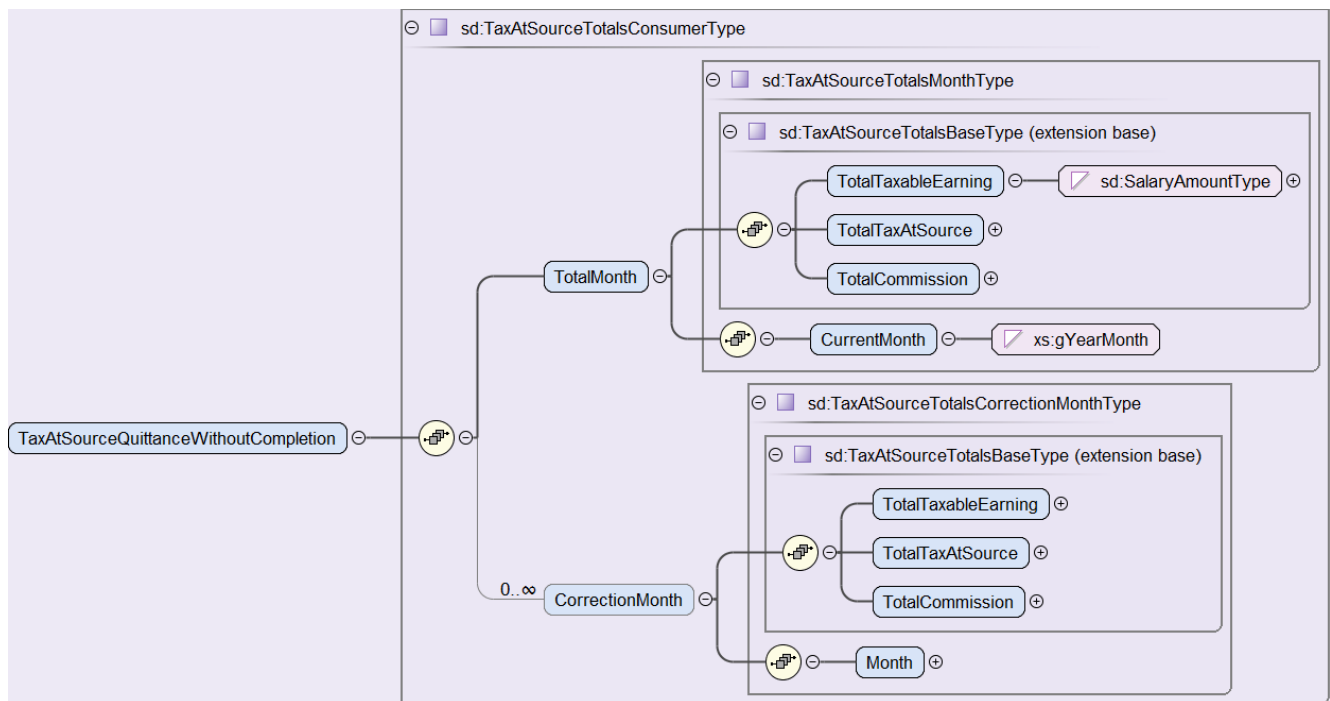 sd:TaxAtSourceTotalsConsumerType
sd:TaxAtSourceTotalsMonthType
sd:TaxAtSourceTotalsBaseType (extension base)
TotalTaxableEarning
sd:SalaryAmountType
TotalTaxAtSource
TotalCommission
TotalMonth
CurrentMonth
xs:gYearMonth
sd:TaxAtSourceTotalsCorrectionMonthType
TaxAtSourceQuittanceWithoutCompletion
sd:TaxAtSourceTotalsBaseType (extension base)
TotalTaxableEarning
TotalTaxAtSource
0..∞
CorrectionMonth
TotalCommission
Month